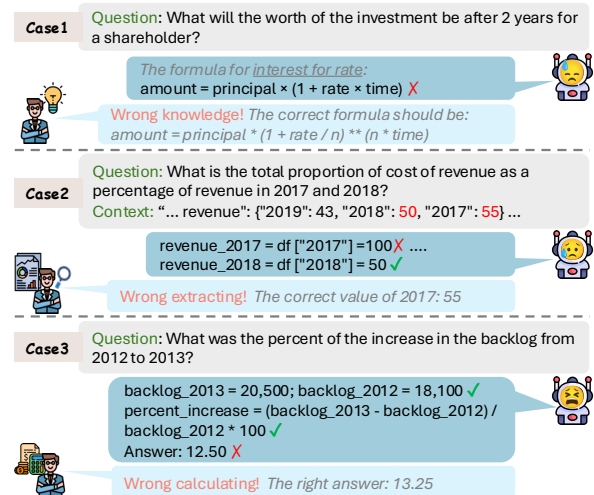 Case1
Question: What will the worth of the investment be after 2 years for
a shareholder?
The formula for interest for rate:
amount = principal × (1 + rate × time) ✗
Wrong knowledge! The correct formula should be:
amount = principal * (1 + rate / n) ** (n * time)
Case2
Question: What is the total proportion of cost of revenue as a
percentage of revenue in 2017 and 2018?
Context: “... revenue": {"2019": 43, "2018": 50, "2017": 55} ...
revenue_2017 = df ["2017"] =100✗ ....
revenue_2018 = df ["2018"] = 50 ✓
Wrong extracting! The correct value of 2017: 55
Case3
Question: What was the percent of the increase in the backlog from
2012 to 2013?
backlog_2013 = 20,500; backlog_2012 = 18,100 ✓
percent_increase = (backlog_2013 - backlog_2012) /
backlog_2012 * 100 ✓
Answer: 12.50 ✗
Wrong calculating! The right answer: 13.25